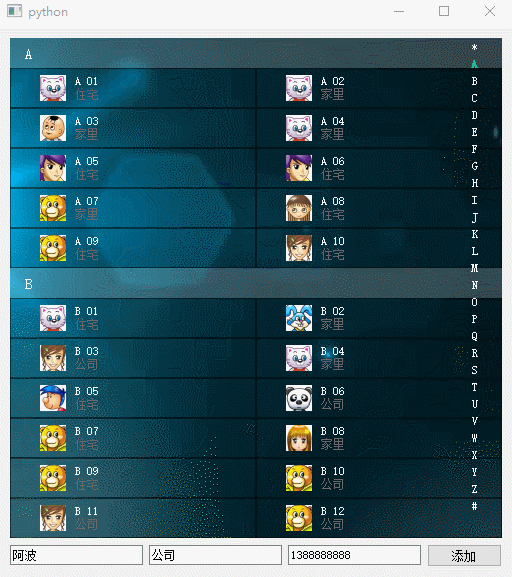 python
A
A 01
住宅
A 02
家里
A 03
家里
A 04
家里
A 05
住宅
A 06
住宅
A 07
家里
A 08
住宅
A 09
住宅
A 10
住宅
B
B 01
住宅
B 02
家里
B 03
公司
B 04
家里
B 05
住宅
B 06
公司
B 07
住宅
B 08
家里
B 09
住宅
B 10
公司
B 11
公司
B 12
公司
*
A
B
C
D
E
F
G
H
I
J
K
L
M
N
O
P
Q
R
S
T
U
V
W
X
Y
Z
#
阿波
公司
1388888888
添加